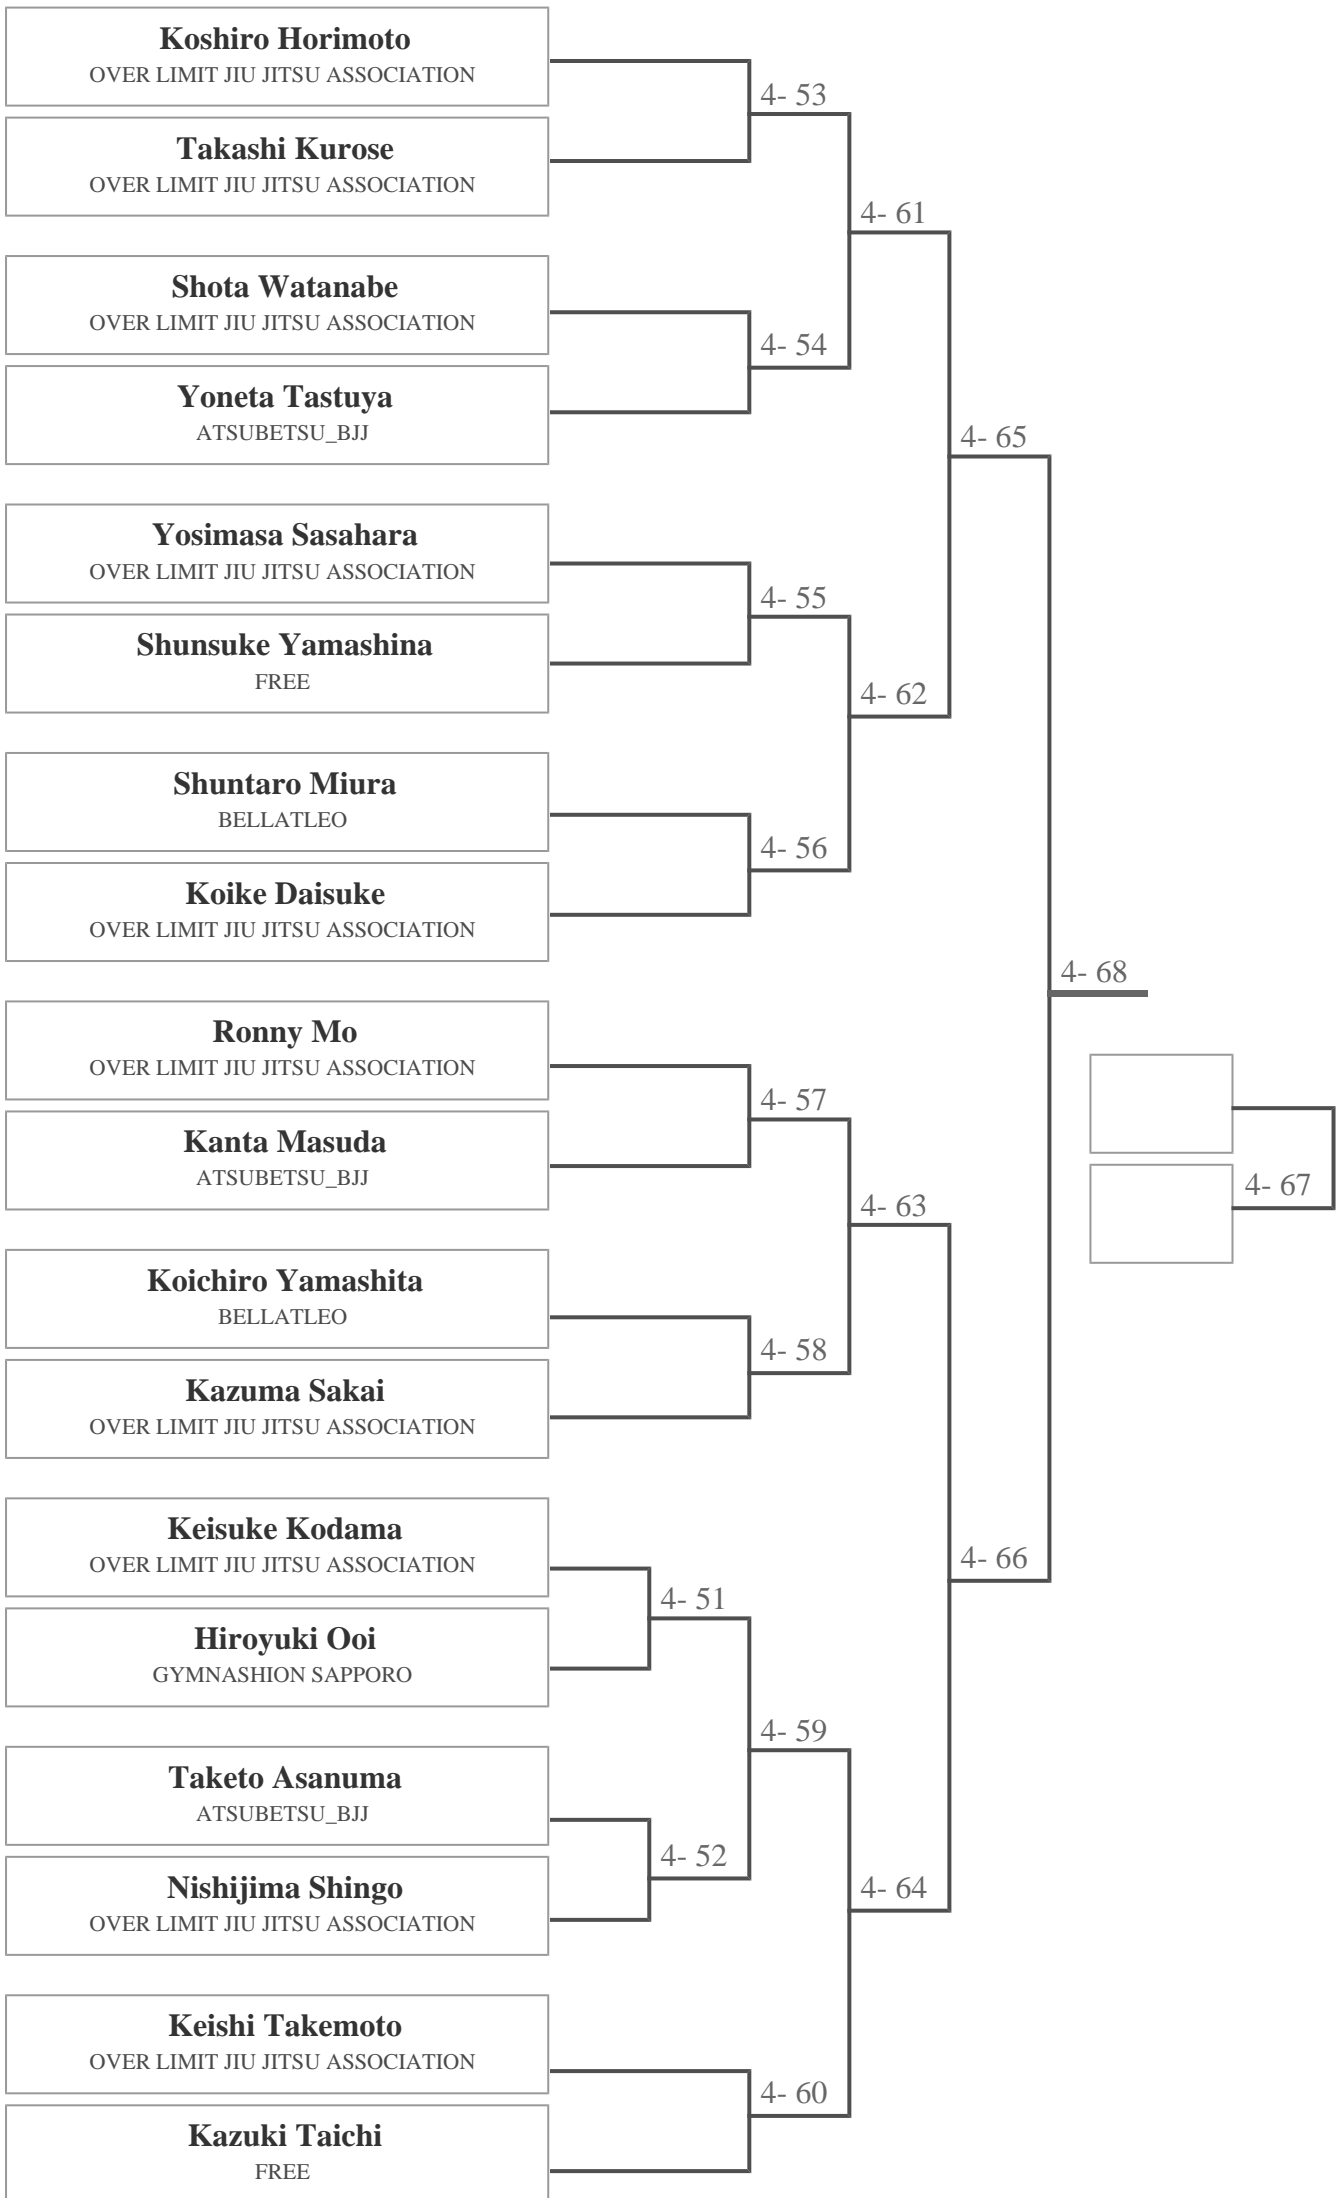 Koshiro Horimoto
OVER LIMIT JIU JITSU ASSOCIATION
4- 53
Takashi Kurose
OVER LIMIT JIU JITSU ASSOCIATION
4- 61
Shota Watanabe
OVER LIMIT JIU JITSU ASSOCIATION
4- 54
Yoneta Tastuya
ATSUBETSU_BJJ
4- 65
Yosimasa Sasahara
OVER LIMIT JIU JITSU ASSOCIATION
4- 55
Shunsuke Yamashina
FREE
4- 62
Shuntaro Miura
BELLATLEO
4- 56
Koike Daisuke
OVER LIMIT JIU JITSU ASSOCIATION
4- 68
Ronny Mo
OVER LIMIT JIU JITSU ASSOCIATION
4- 57
Kanta Masuda
ATSUBETSU_BJJ
4- 67
4- 63
Koichiro Yamashita
BELLATLEO
4- 58
Kazuma Sakai
OVER LIMIT JIU JITSU ASSOCIATION
Keisuke Kodama
OVER LIMIT JIU JITSU ASSOCIATION
4- 66
4- 51
Hiroyuki Ooi
GYMNASHION SAPPORO
4- 59
Taketo Asanuma
ATSUBETSU_BJJ
4- 52
Nishijima Shingo
OVER LIMIT JIU JITSU ASSOCIATION
4- 64
Keishi Takemoto
OVER LIMIT JIU JITSU ASSOCIATION
4- 60
Kazuki Taichi
FREE